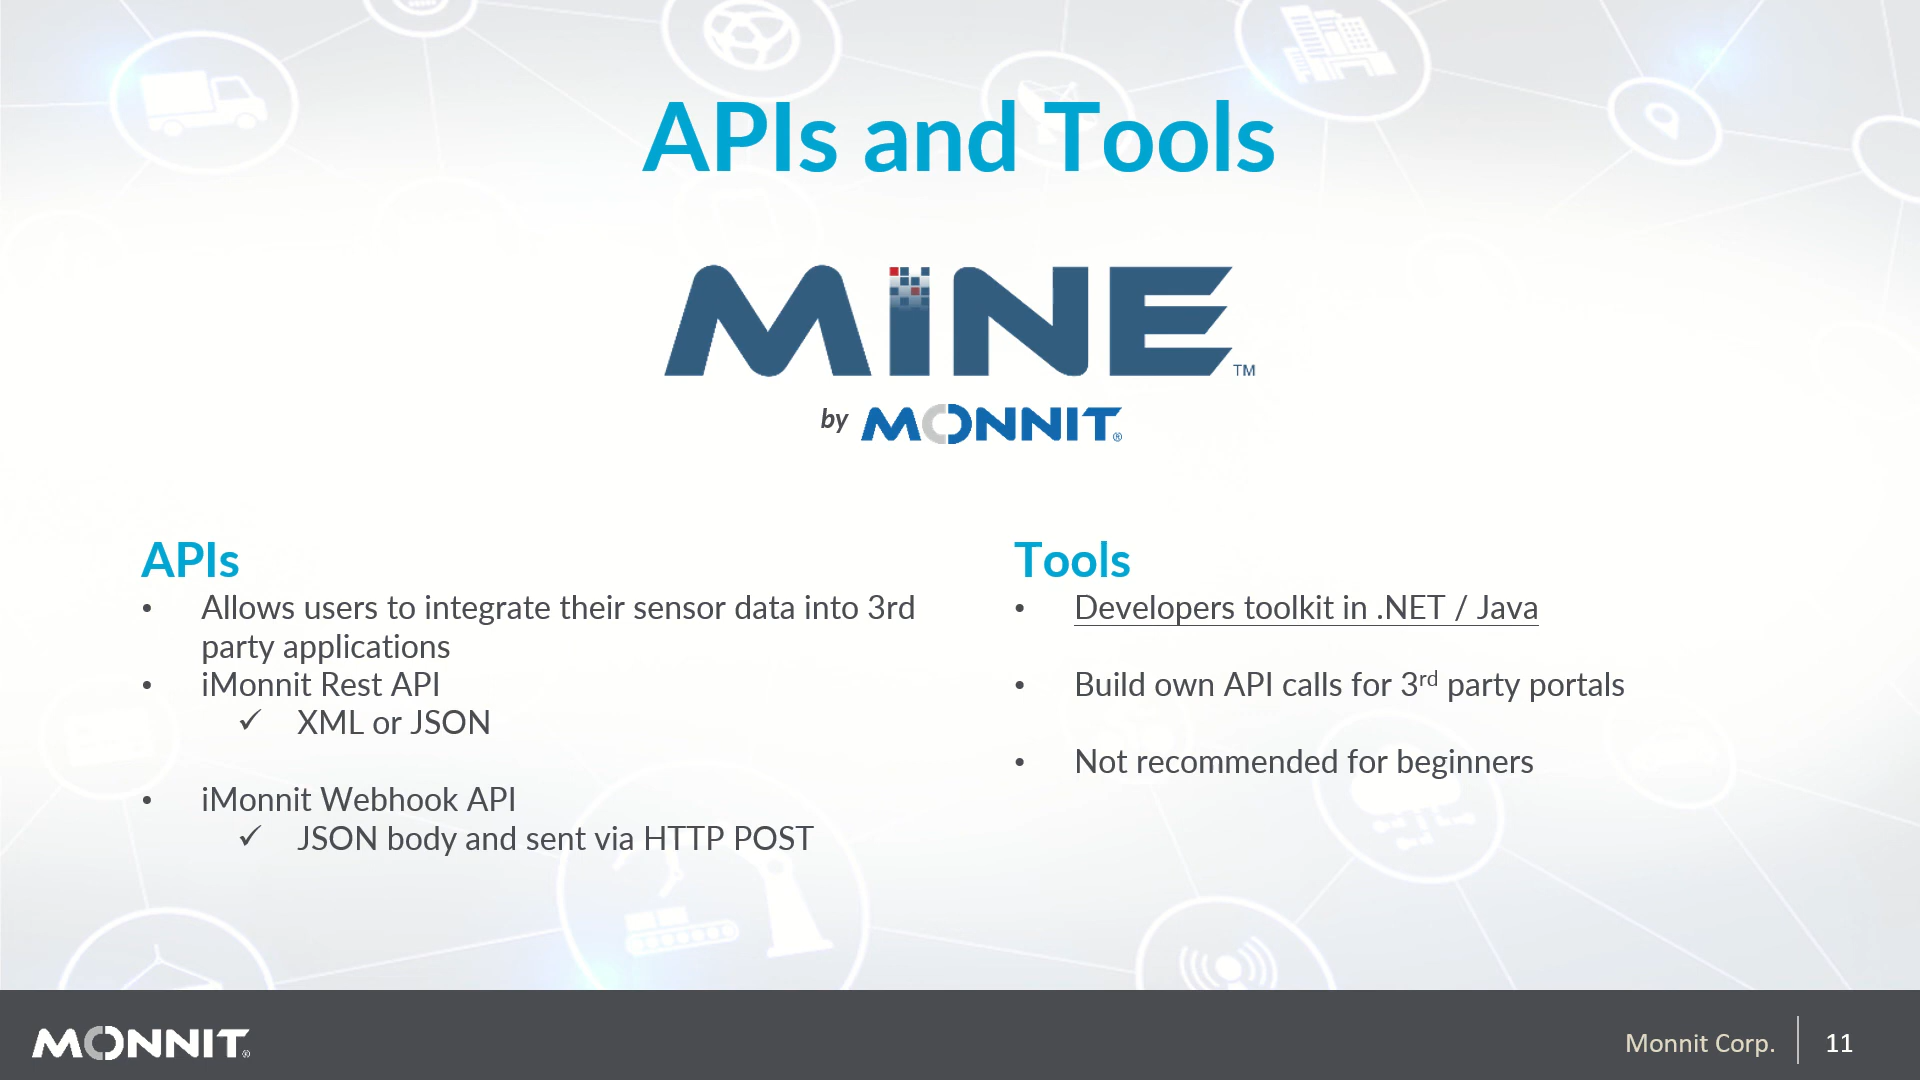 APIs and Tools
MiNE™
by MONNIT®
APIs
• Allows users to integrate their sensor data into 3rd
party applications
• iMonnit Rest API
✓ XML or JSON
• iMonnit Webhook API
✓ JSON body and sent via HTTP POST
Tools
• Developers toolkit in .NET / Java
• Build own API calls for 3rd party portals
• Not recommended for beginners
MONNIT®
Monnit Corp. 11